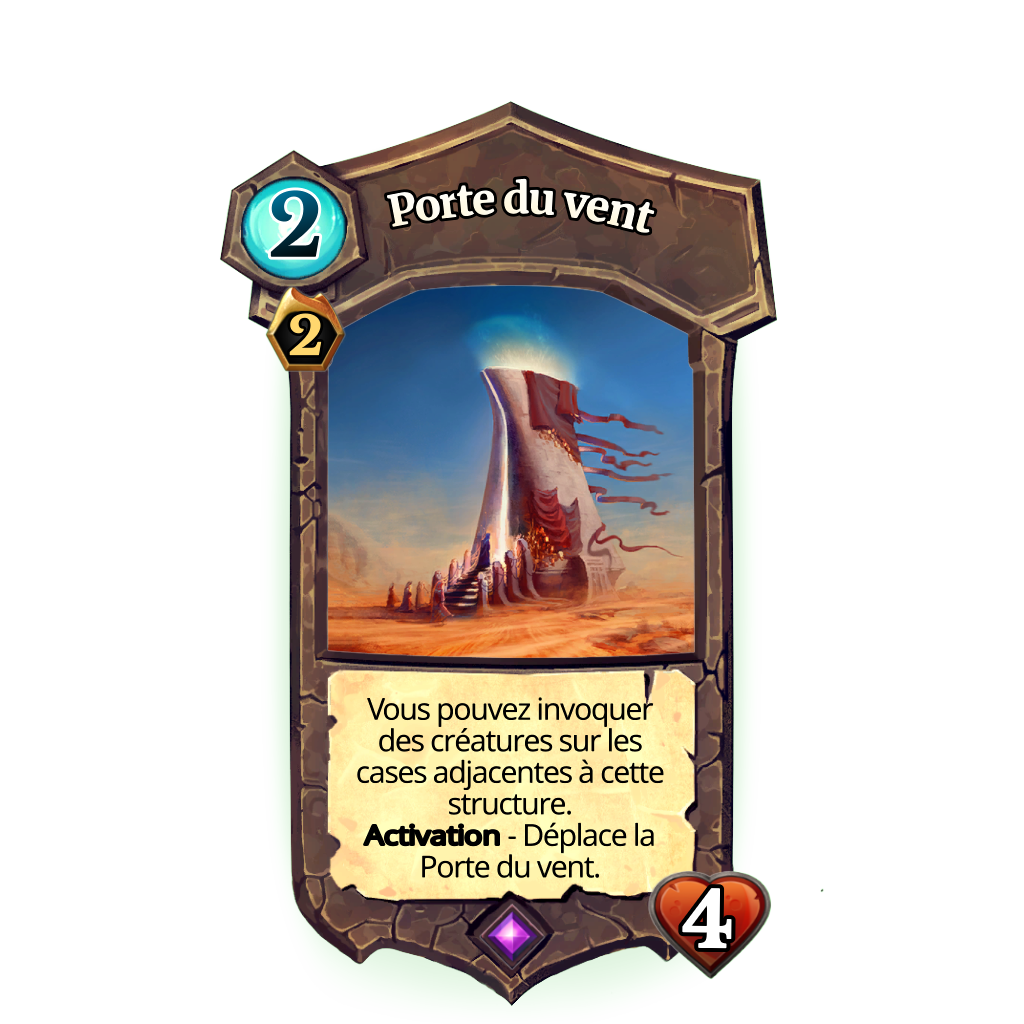 Porte du vent
2
2
Vous pouvez invoquer
des créatures sur les
cases adjacentes à cette
structure.
Activation - Déplace la
Porte du vent.
4